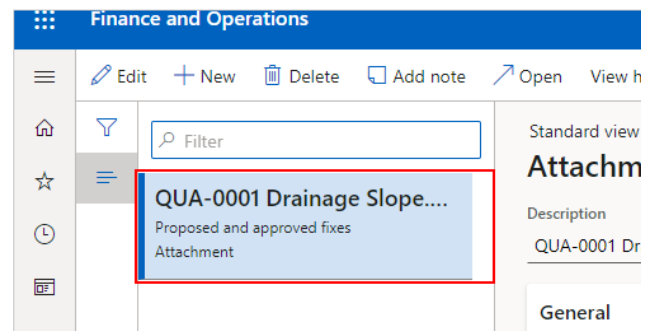 Finance and Operations
Edit New Delete Add note Open View h
Filter
Standard view
Attachm
QUA-0001 Drainage Slope....
Proposed and approved fixes
Attachment
Description
QUA-0001 Dr
General